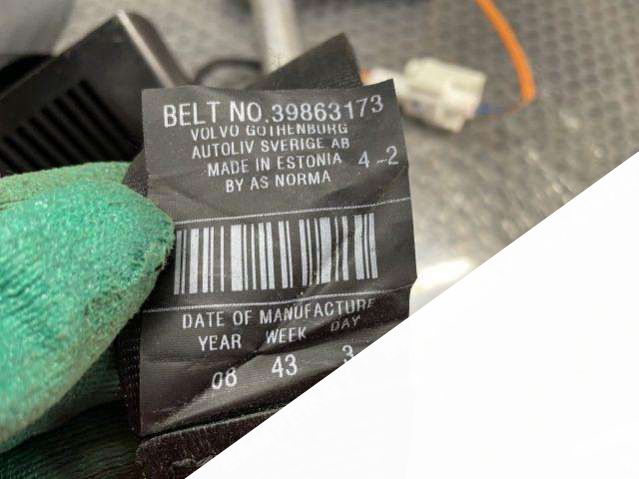 BELT NO.39863173
VOLVO GOTHENBURG
AUTOLIV SVERIGE AB
MADE IN ESTONIA 4-2
BY AS NORMA
DATE OF MANUFACTURE
YEAR WEEK DAY
08 43 3